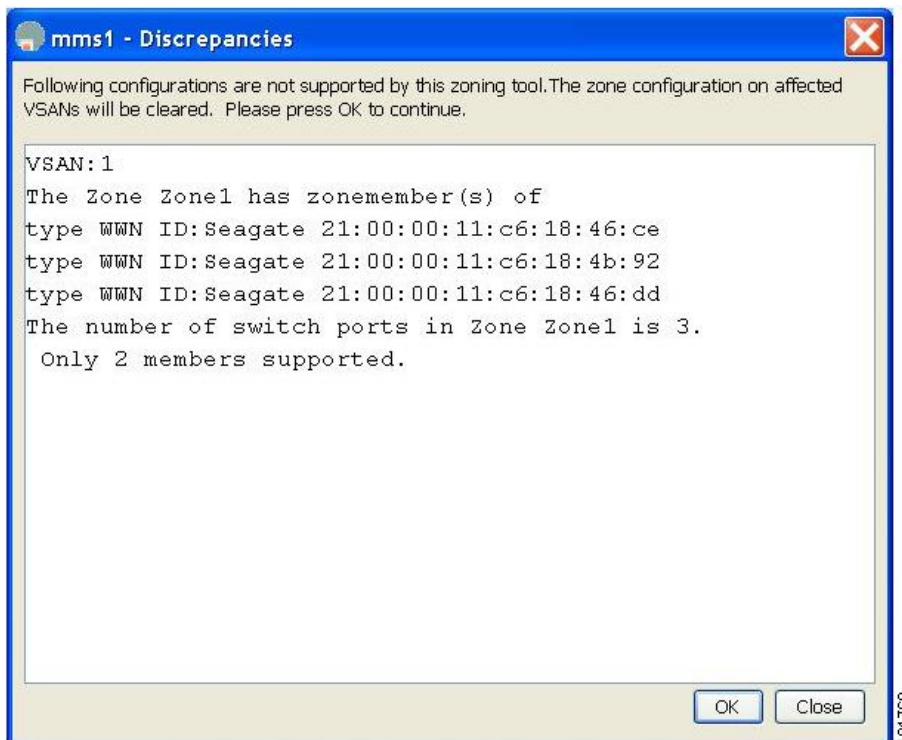 mms1 - Discrepancies
Following configurations are not supported by this zoning tool.The zone configuration on affected
VSANs will be cleared. Please press OK to continue.
VSAN:1
The Zone Zone1 has zonemember(s) of
type WWN ID:Seagate 21:00:00:11:c6:18:46:ce
type WWN ID:Seagate 21:00:00:11:c6:18:4b:92
type WWN ID:Seagate 21:00:00:11:c6:18:46:dd
The number of switch ports in Zone Zone1 is 3.
Only 2 members supported.
OK Close